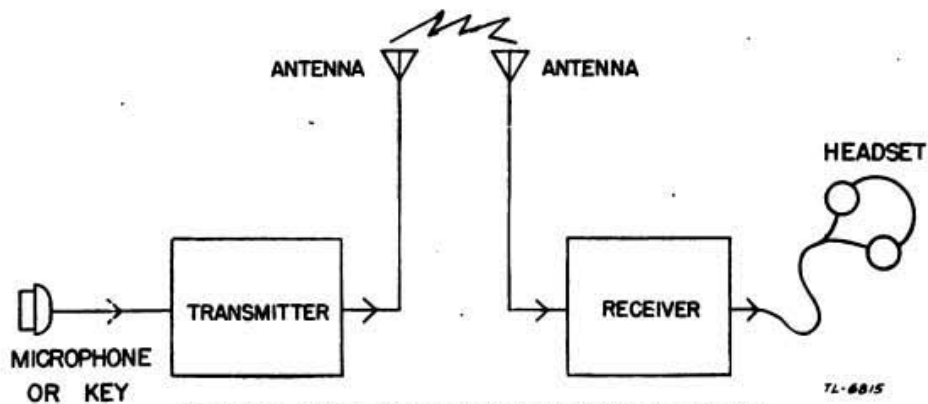 ANTENNA
ANTENNA
HEADSET
TRANSMITTER
RECEIVER
MICROPHONE
OR KEY
TL-6815